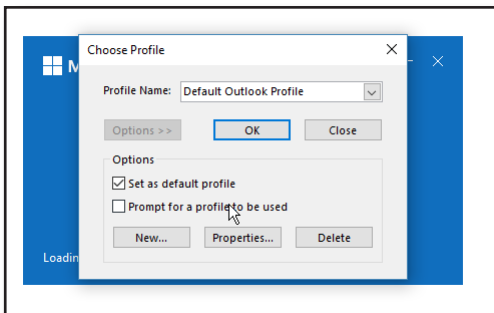 Choose Profile
M
Profile Name: Default Outlook Profile
Options >> OK Close
Options
Set as default profile
Prompt for a profile to be used
New... Properties... Delete
Loadin